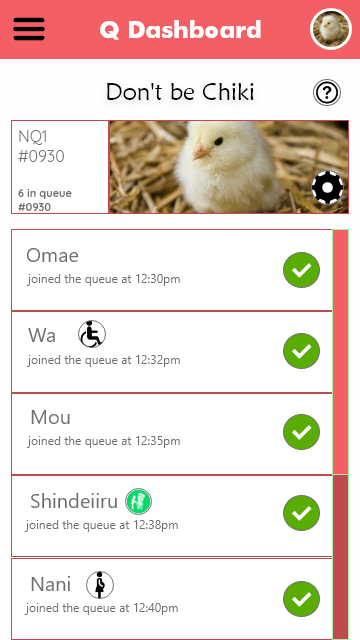 Q Dashboard
Don't be Chiki
?
NQ1
#0930
6 in queue
#0930
Omae
joined the queue at 12:30pm
Wa
joined the queue at 12:32pm
Mou
joined the queue at 12:35pm
Shindeiiru
joined the queue at 12:38pm
Nani
joined the queue at 12:40pm